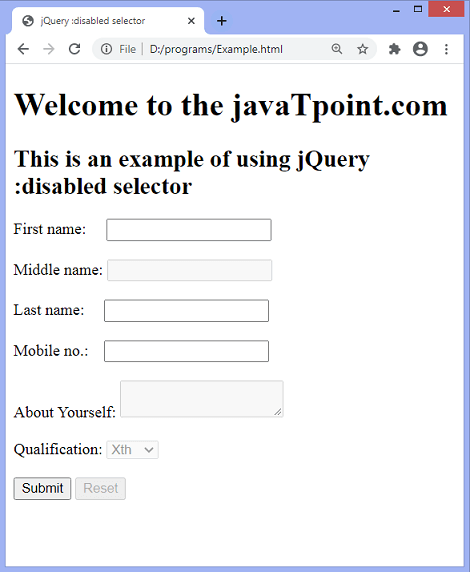 jQuery :disabled selector
File | D:/programs/Example.html
Welcome to the javaTpoint.com
This is an example of using jQuery
:disabled selector
First name:
Middle name:
Last name:
Mobile no.:
About Yourself:
Qualification: Xth
Submit Reset